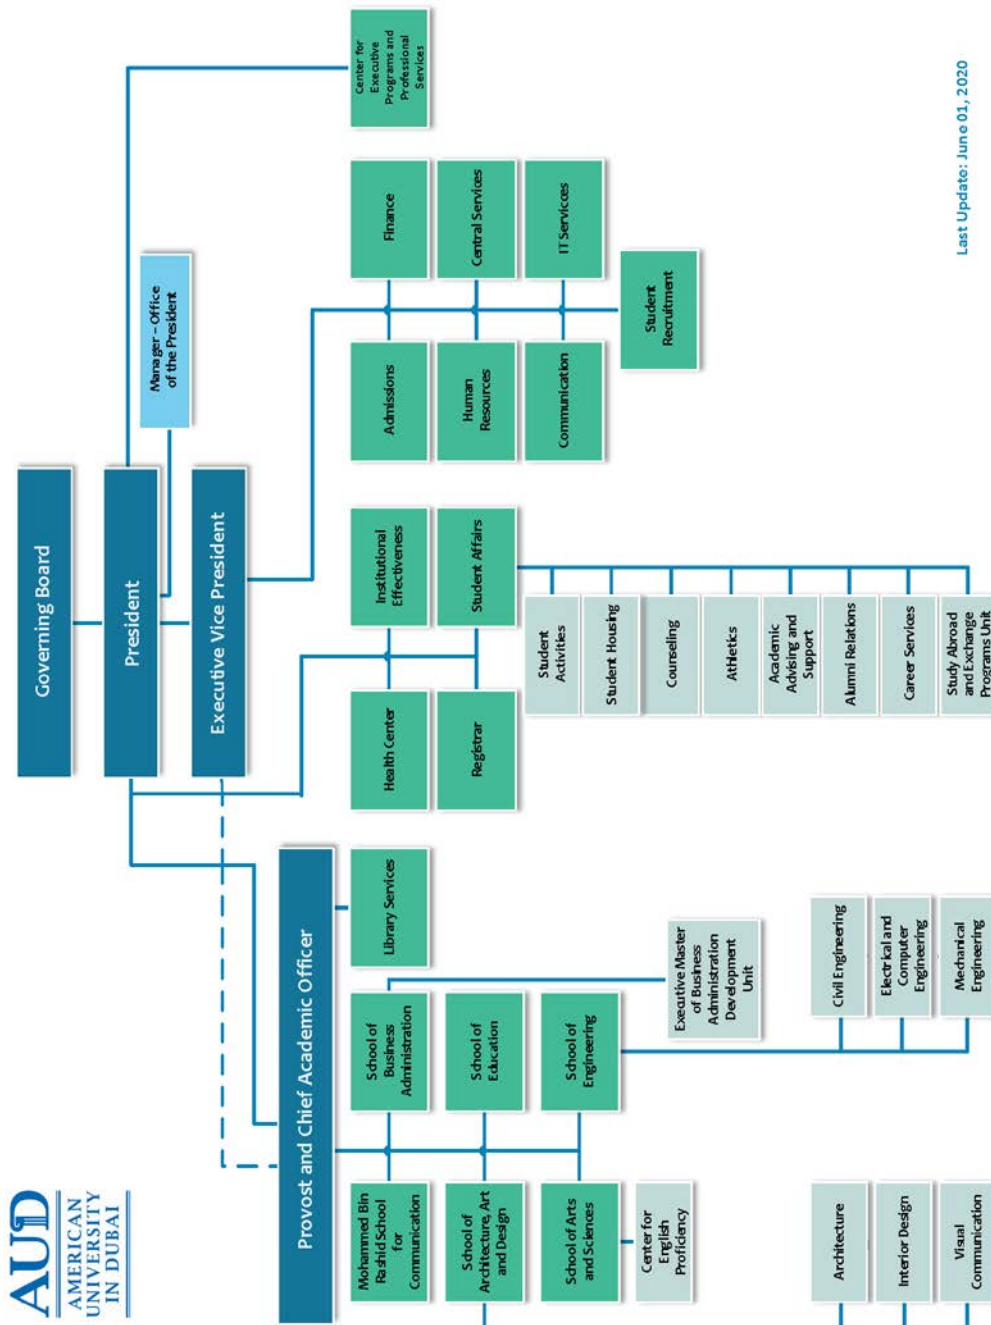 AUD
AMERICAN
UNIVERSITY
IN DUBAI
Governing Board
President
Manager – Office
of the President
Executive Vice President
Provost and Chief Academic Officer
Mohammed Bin
Rashid School
for
Communication
School of
Business
Administration
Library Services
School of
Architecture, Art
and Design
School of
Education
School of Arts
and Sciences
School of
Engineering
Center for
English
Proficiency
Executive Master
of Business
Administration
Development
Unit
Architecture
Interior Design
Visual
Communication
Civil Engineering
Electrical and
Computer
Engineering
Mechanical
Engineering
Health Center
Institutional
Effectiveness
Registrar
Student Affairs
Student
Activities
Student Housing
Counseling
Athletics
Academic
Advising and
Support
Alumni Relations
Career Services
Study Abroad
and Exchange
Programs Unit
Admissions
Finance
Human
Resources
Central Services
Communication
IT Servicces
Student
Recruitment
Center for
Executive
Programs and
Professional
Services
Last Update: June 01, 2020